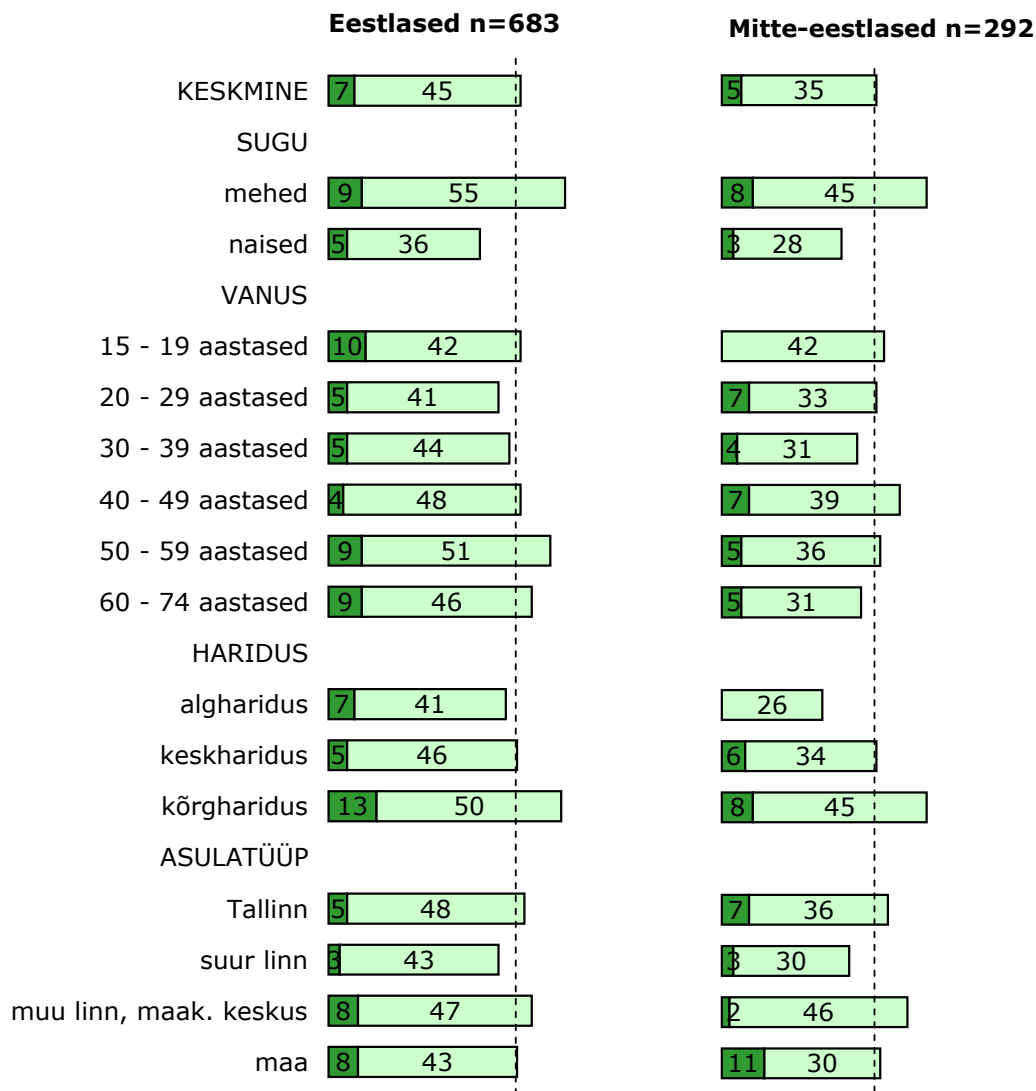 Eestlased n=683 Mitte-eestlased n=292
KESKMINE 7 45 5 35
SUGU
mehed 9 55 8 45
naised 5 36 3 28
VANUS
15 - 19 aastased 10 42 42
20 - 29 aastased 5 41 7 33
30 - 39 aastased 5 44 4 31
40 - 49 aastased 4 48 7 39
50 - 59 aastased 9 51 5 36
60 - 74 aastased 9 46 5 31
HARIDUS
algharidus 7 41 26
keskharidus 5 46 6 34
kõrgharidus 13 50 8 45
ASULATÜÜP
Tallinn 5 48 7 36
suur linn 3 43 3 30
muu linn, maak. keskus 8 47 2 46
maa 8 43 11 30